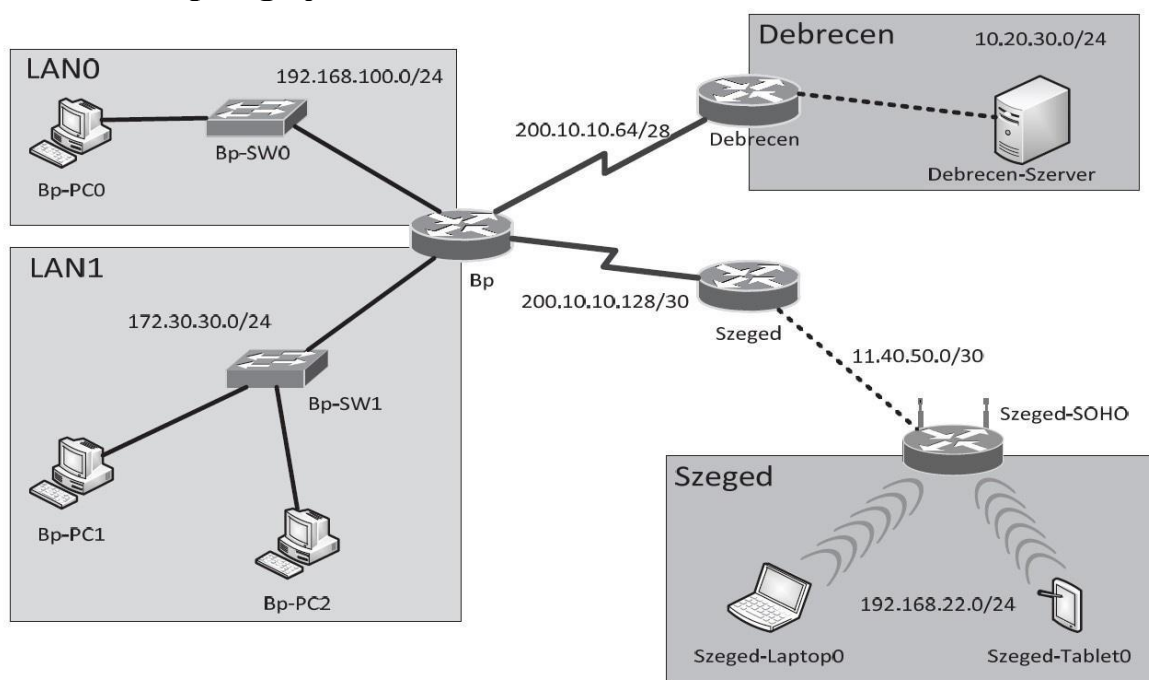 Debrecen
10.20.30.0/24
LAN0
192.168.100.0/24
Bp-SW0
Bp-PC0
200.10.10.64/28
Debrecen
Debrecen-Szerver
Bp
LAN1
172.30.30.0/24
Bp-SW1
Bp-PC1
Bp-PC2
200.10.10.128/30
Szeged
11.40.50.0/30
Szeged-SOHO
Szeged
192.168.22.0/24
Szeged-Laptop0
Szeged-Tablet0